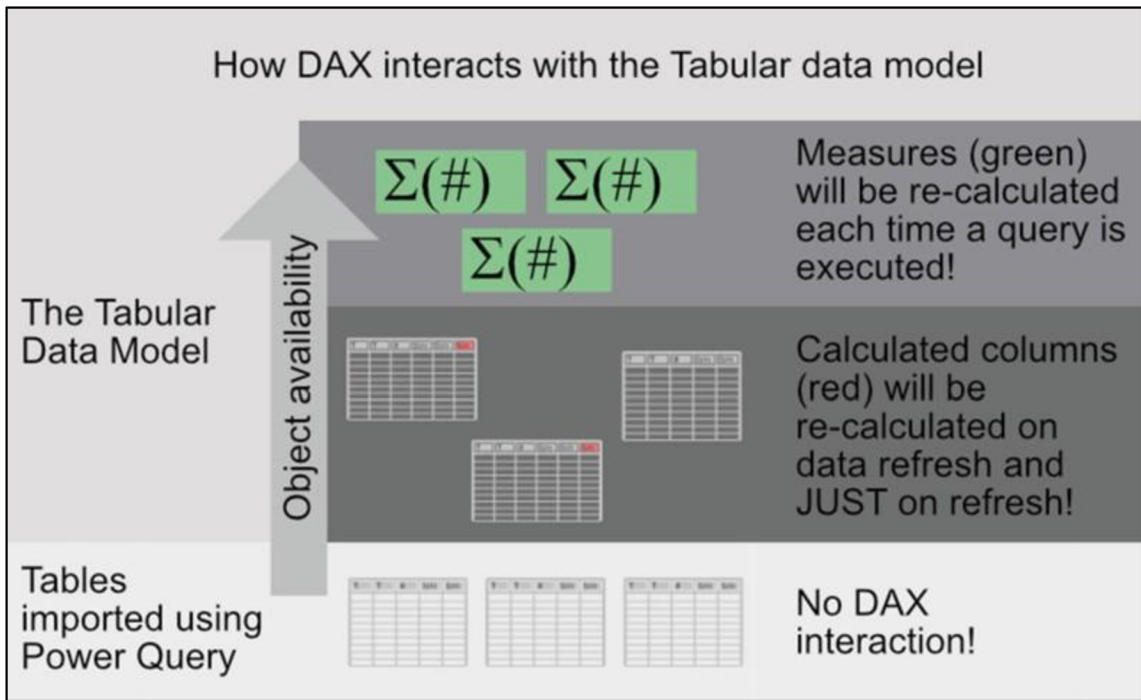 How DAX interacts with the Tabular data model
Σ(#)
Σ(#)
Σ(#)
Measures (green)
will be re-calculated
each time a query is
executed!
Object availability
The Tabular
Data Model
Calculated columns
(red) will be
re-calculated on
data refresh and
JUST on refresh!
Tables
imported using
Power Query
No DAX
interaction!